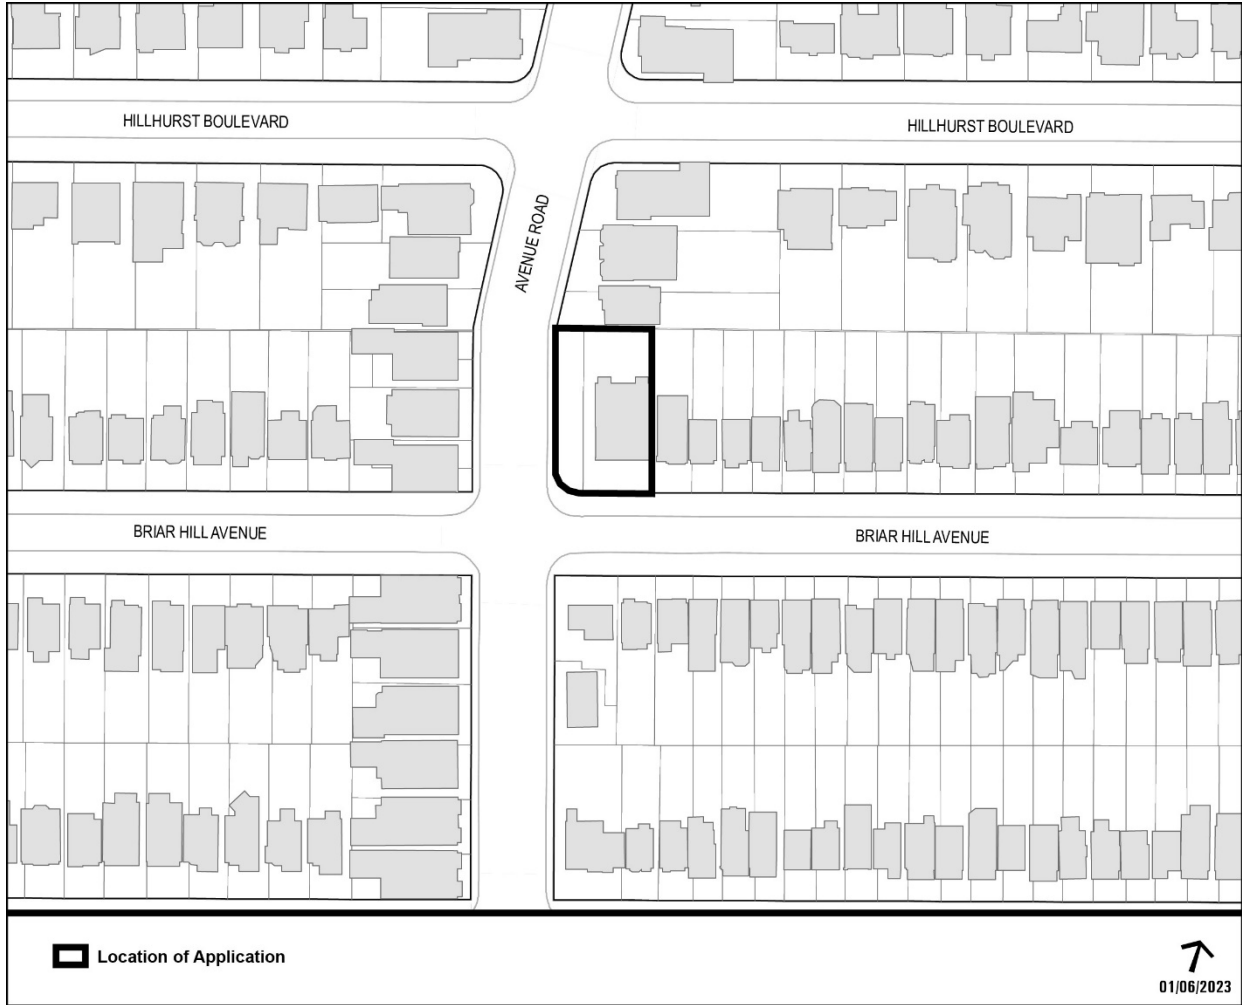 HILLHURST BOULEVARD
HILLHURST BOULEVARD
AVENUE ROAD
BRIAR HILL AVENUE
BRIAR HILL AVENUE
Location of Application
01/06/2023